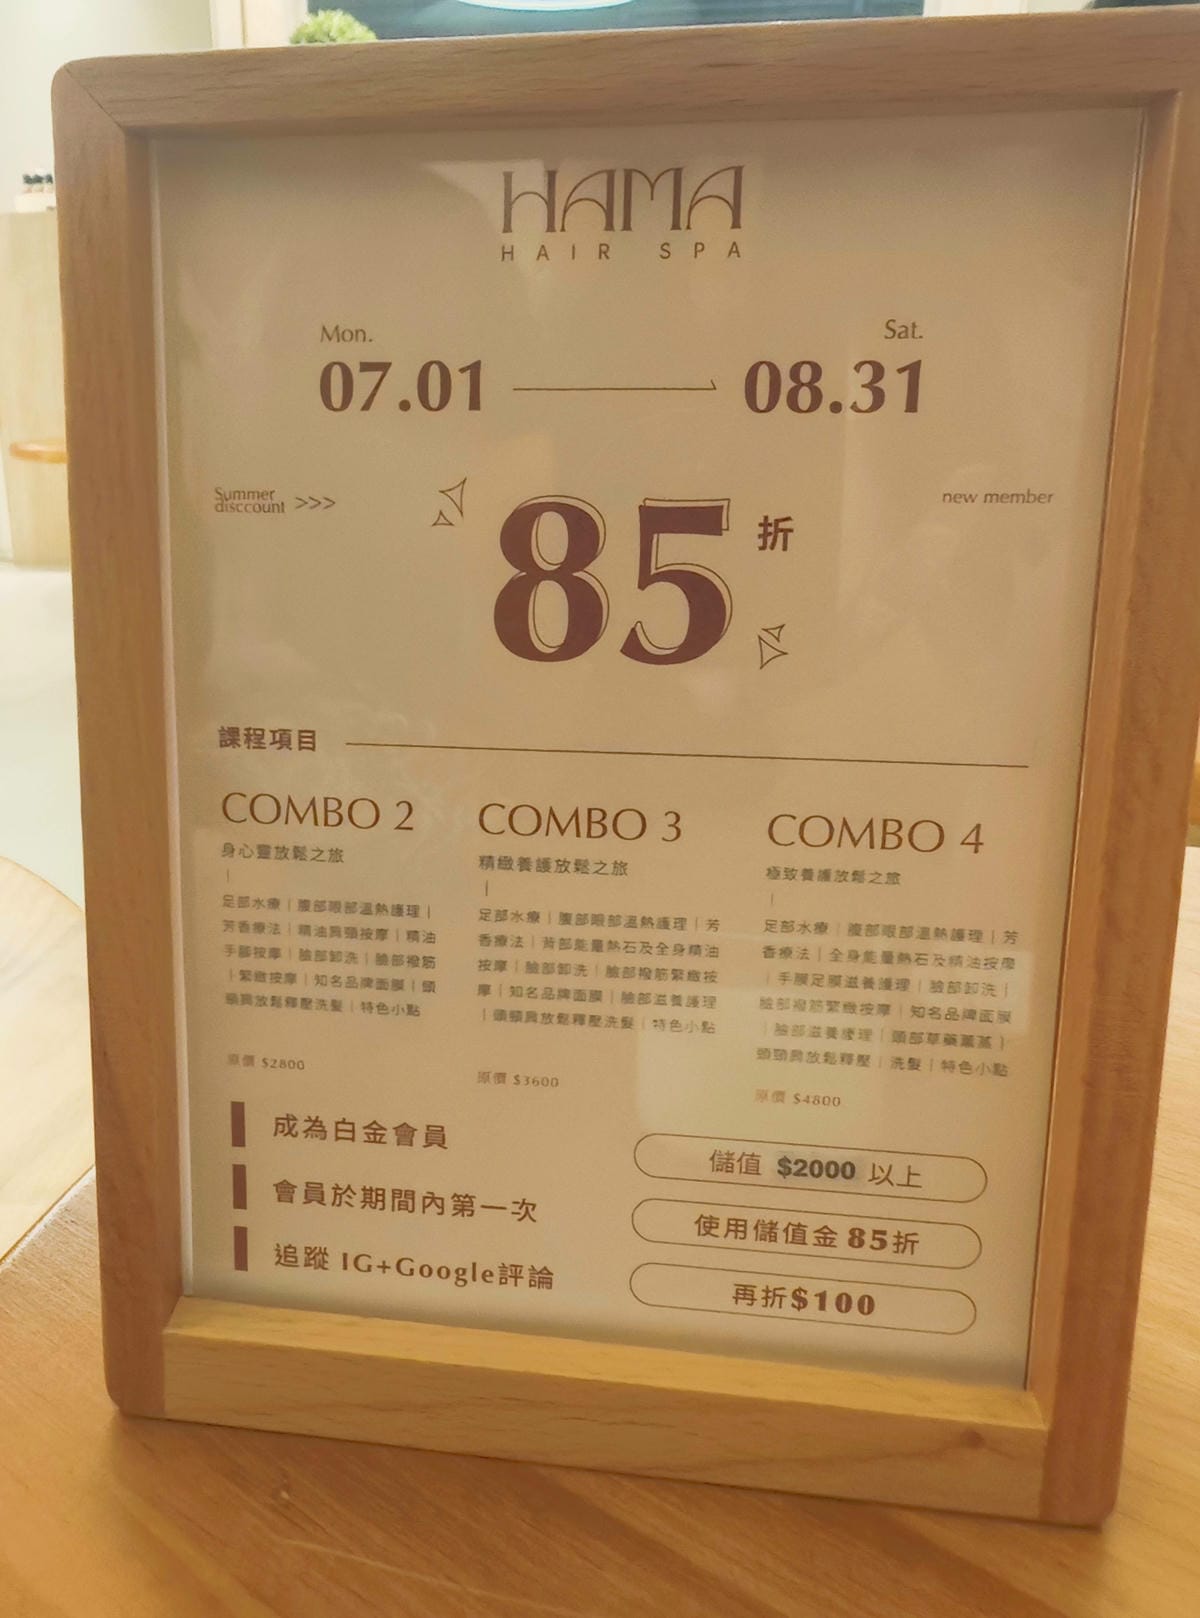 HAMA
HAIR SPA
Mon.
07.01
Sat.
08.31
Summer
disccount >>>
new member
85 折
課程項目
COMBO 2
身心靈放鬆之旅
|
足部水療｜腹部眼部溫熱護理｜
芳香療法｜精油肩頸按摩｜精油
手腳按摩｜臉部卸洗｜臉部撥筋
｜緊緻按摩｜知名品牌面膜｜頭
頸肩放鬆釋壓洗髮｜特色小點
原價 $2800
COMBO 3
精緻養護放鬆之旅
|
足部水療｜腹部眼部溫熱護理｜芳
香療法｜背部能量熱石及全身精油
按摩｜臉部卸洗｜臉部撥筋緊緻按
摩｜知名品牌面膜｜臉部滋養護理
｜頭頸肩放鬆釋壓洗髮｜特色小點
原價 $3600
COMBO 4
極致養護放鬆之旅
|
足部水療｜腹部眼部溫熱護理｜芳
香療法｜全身能量熱石及精油按摩
｜手膜足膜滋養護理｜臉部卸洗｜
臉部撥筋緊緻按摩｜知名品牌面膜
｜臉部滋養護理｜頭部草藥薰蒸｜
頭頸肩放鬆釋壓｜洗髮｜特色小點
原價 $4800
成為白金會員
儲值 $2000 以上
會員於期間內第一次
使用儲值金 85折
追蹤 IG+Google評論
再折$100